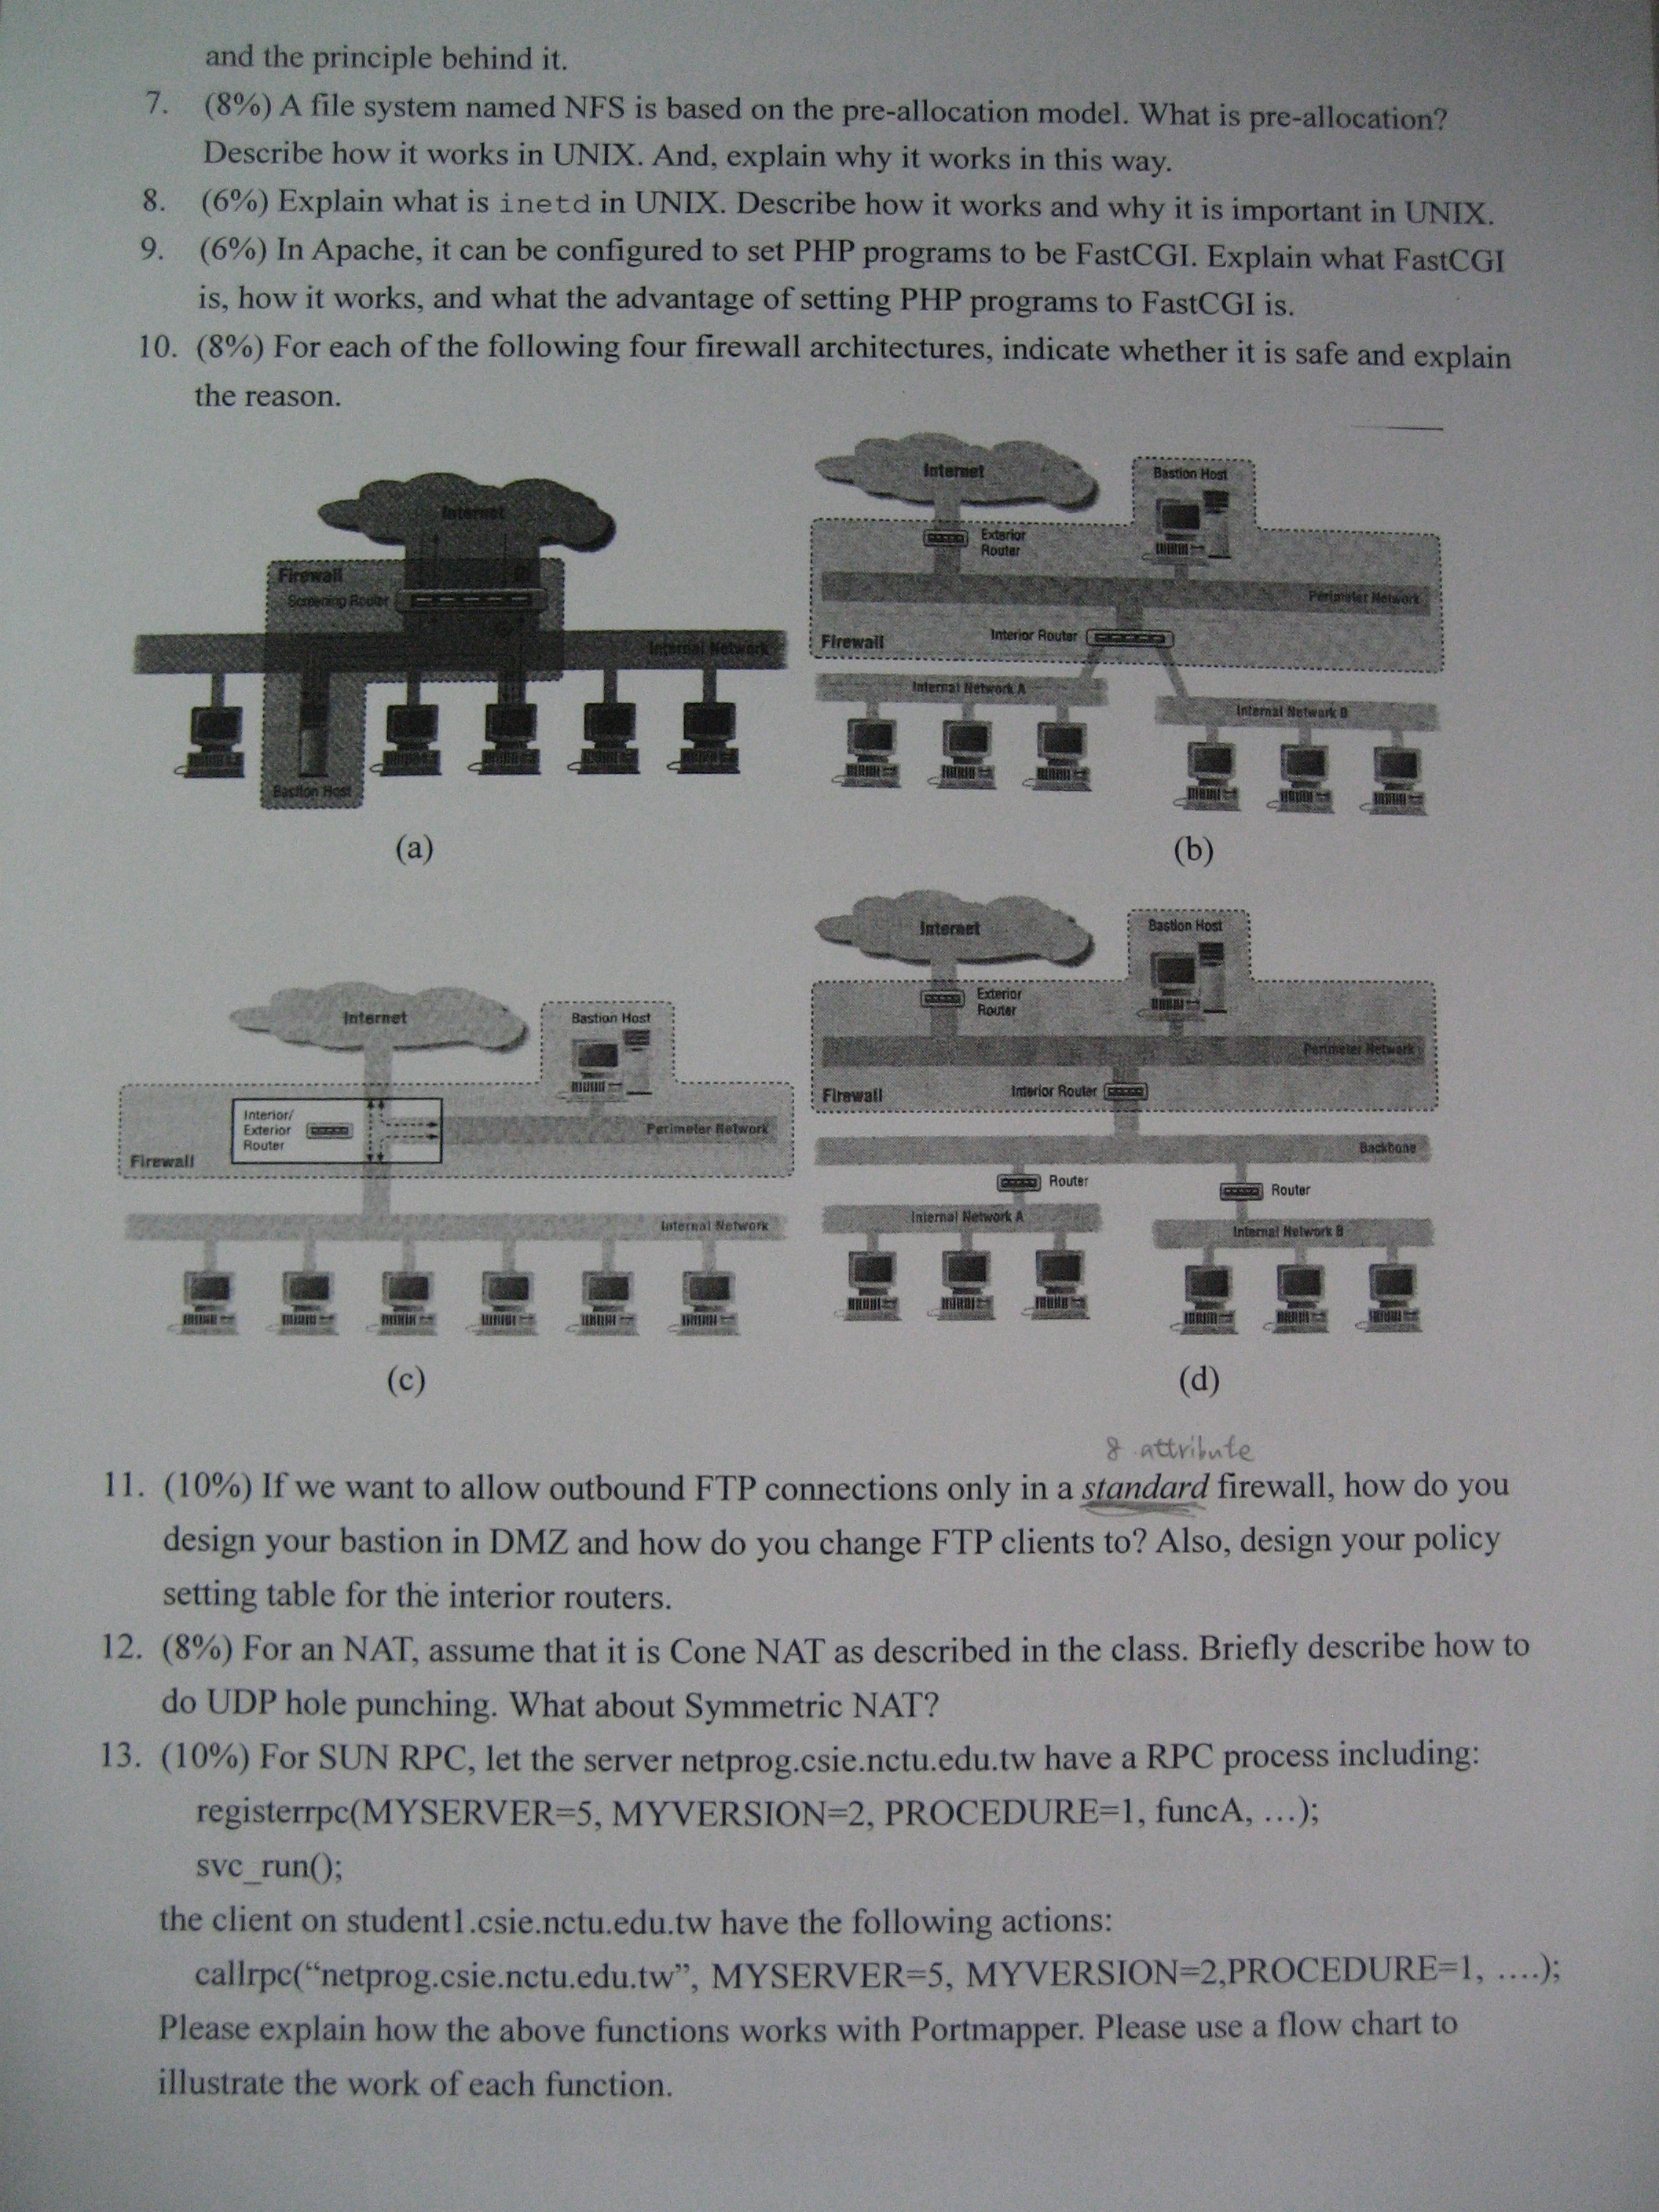 and the principle behind it.
7. (8%) A file system named NFS is based on the pre-allocation model. What is pre-allocation?
Describe how it works in UNIX. And, explain why it works in this way.
8. (6%) Explain what is inetd in UNIX. Describe how it works and why it is important in UNIX.
9. (6%) In Apache, it can be configured to set PHP programs to be FastCGI. Explain what FastCGI
is, how it works, and what the advantage of setting PHP programs to FastCGI is.
10. (8%) For each of the following four firewall architectures, indicate whether it is safe and explain
the reason.
Internet
Firewall
Screening Router
Internal Network
Bastion Host
(a)
Internet
Bastion Host
Exterior
Router
Perimeter Network
Firewall
Interior Router
Internal Network A
Internal Network B
(b)
Internet
Bastion Host
Interior/
Exterior
Router
Perimeter Network
Firewall
Internal Network
(c)
Internet
Bastion Host
Exterior
Router
Perimeter Network
Firewall
Interior Router
Backbone
Router
Router
Internal Network A
Internal Network B
(d)
8 attribute
11. (10%) If we want to allow outbound FTP connections only in a standard firewall, how do you
design your bastion in DMZ and how do you change FTP clients to? Also, design your policy
setting table for the interior routers.
12. (8%) For an NAT, assume that it is Cone NAT as described in the class. Briefly describe how to
do UDP hole punching. What about Symmetric NAT?
13. (10%) For SUN RPC, let the server netprog.csie.nctu.edu.tw have a RPC process including:
registerrpc(MYSERVER=5, MYVERSION=2, PROCEDURE=1, funcA, …);
svc_run();
the client on student1.csie.nctu.edu.tw have the following actions:
callrpc(“netprog.csie.nctu.edu.tw”, MYSERVER=5, MYVERSION=2,PROCEDURE=1, ….);
Please explain how the above functions works with Portmapper. Please use a flow chart to
illustrate the work of each function.